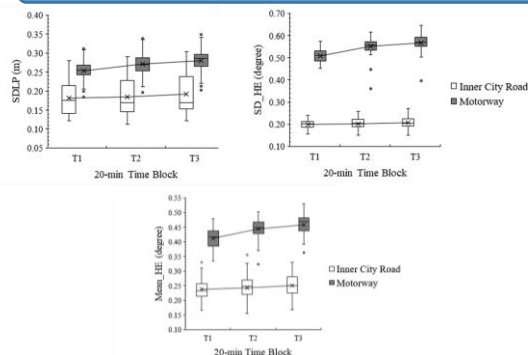 0.40
0.35
0.30
0.25
0.20
0.15
0.10
0.05
SDLP (m)
T1 T2 T3
20-min Time Block
0.70
0.60
0.50
0.40
0.30
0.20
0.10
SD_HE (degree)
T1 T2 T3
20-min Time Block
Inner City Road
Motorway
0.55
0.50
0.45
0.40
0.35
0.30
0.25
0.20
0.15
0.10
Mean_HE (degree)
T1 T2 T3
20-min Time Block
Inner City Road
Motorway